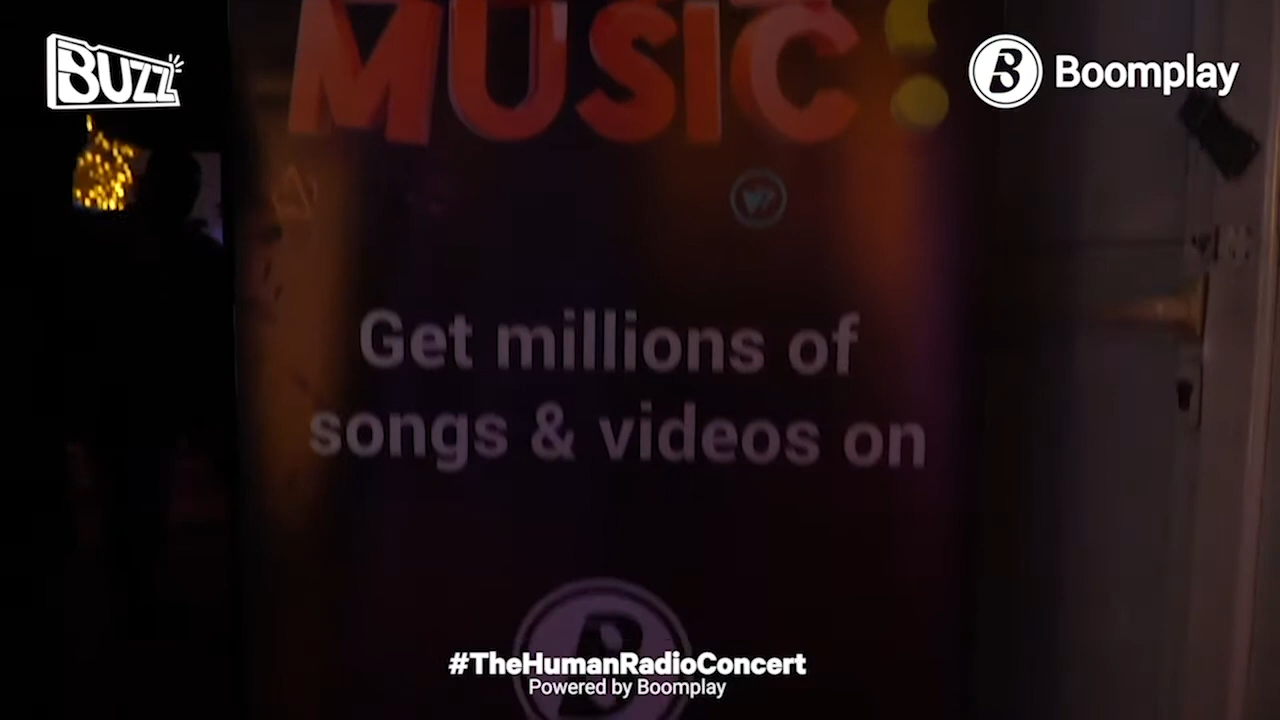 BUZZ
Boomplay
MUSIC!
Get millions of
songs & videos on
#TheHumanRadioConcert
Powered by Boomplay